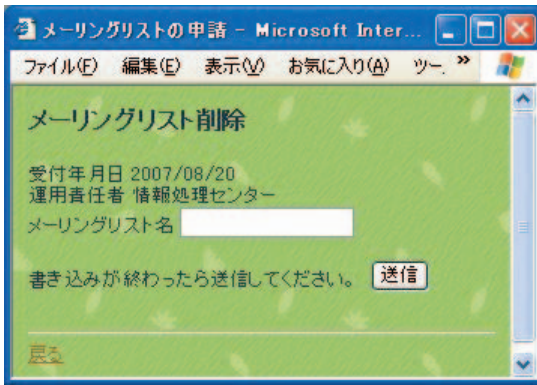 メーリングリストの申請 - Microsoft Inter...
ファイル(F) 編集(E) 表示(V) お気に入り(A) ツー. »
メーリングリスト削除
受付年月日 2007/08/20
運用責任者 情報処理センター
メーリングリスト名
書き込みが終わったら送信してください。 送信
戻る